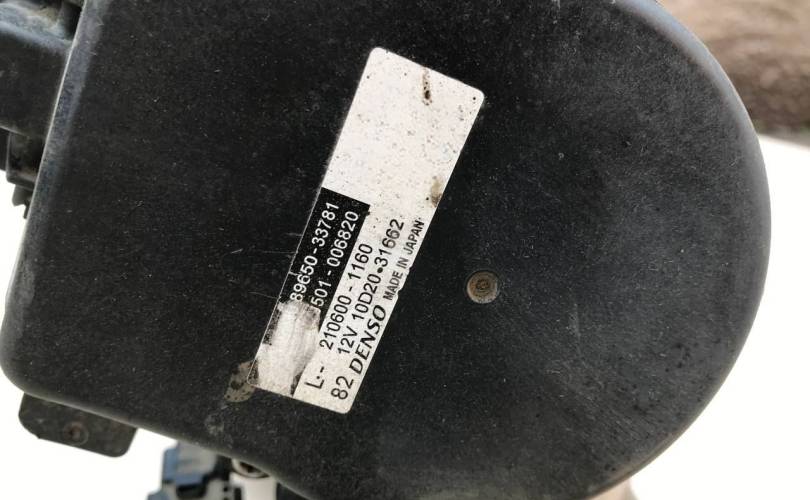 89650-33781
501-006820
L.- 210600-1160
12V 10D20•31662
82 DENSO MADE IN JAPAN